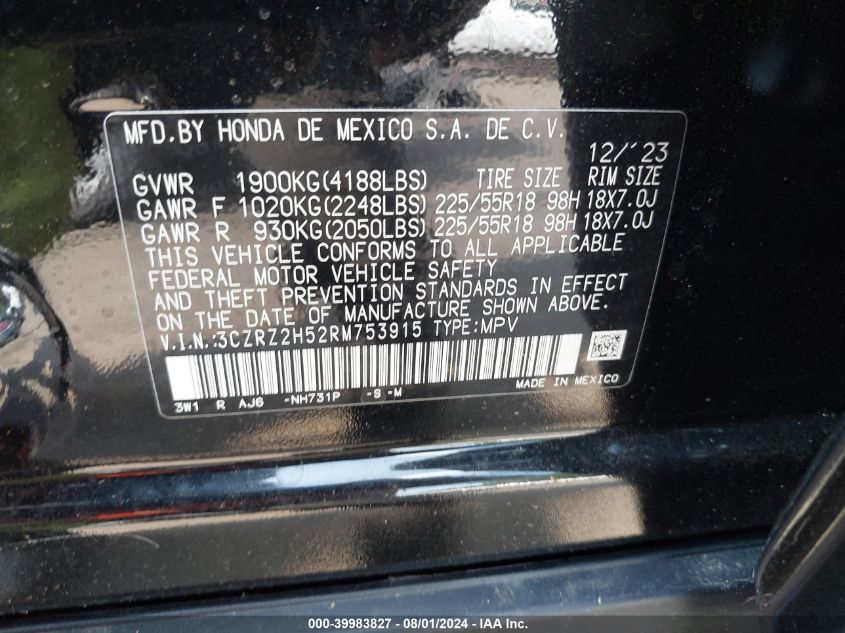 MFD.BY HONDA DE MEXICO S.A. DE C.V.
12/´23
GVWR 1900KG(4188LBS) TIRE SIZE RIM SIZE
GAWR F 1020KG(2248LBS) 225/55R18 98H 18X7.0J
GAWR R 930KG(2050LBS) 225/55R18 98H 18X7.0J
THIS VEHICLE CONFORMS TO ALL APPLICABLE
FEDERAL MOTOR VEHICLE SAFETY
AND THEFT PREVENTION STANDARDS IN EFFECT
ON THE DATE OF MANUFACTURE SHOWN ABOVE.
V.I.N.:3CZRZ2H52RM753915 TYPE:MPV
3W1 R AJ6 -NH731P -S -M MADE IN MEXICO
000-39983827 - 08/01/2024 - IAA Inc.